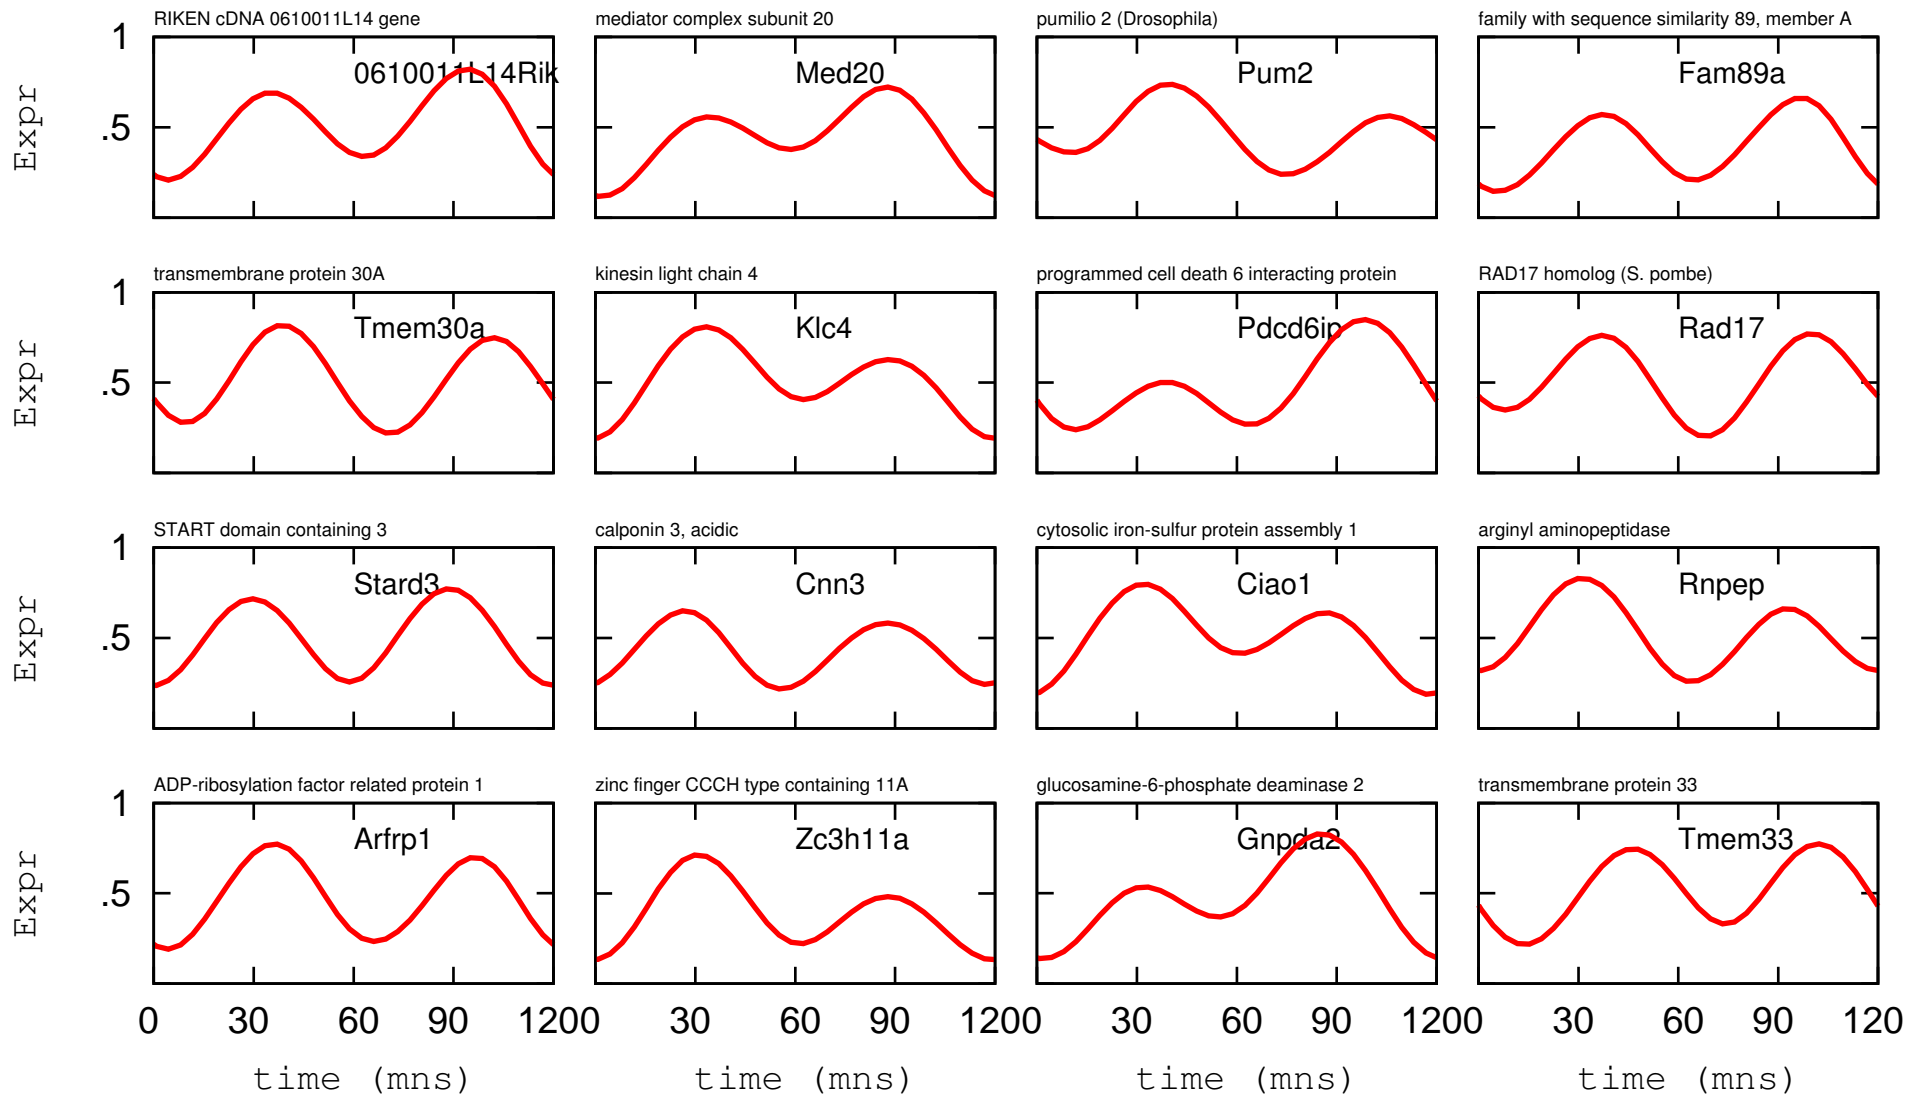 RIKEN cDNA 0610011L14 gene
mediator complex subunit 20
pumilio 2 (Drosophila)
family with sequence similarity 89, member A
1
.5
Expr
0610011L14Rik
Med20
Pum2
Fam89a
transmembrane protein 30A
kinesin light chain 4
programmed cell death 6 interacting protein
RAD17 homolog (S. pombe)
1
.5
Expr
Tmem30a
Klc4
Pdcd6ip
Rad17
START domain containing 3
calponin 3, acidic
cytosolic iron-sulfur protein assembly 1
arginyl aminopeptidase
1
.5
Expr
Stard3
Cnn3
Ciao1
Rnpep
ADP-ribosylation factor related protein 1
zinc finger CCCH type containing 11A
glucosamine-6-phosphate deaminase 2
transmembrane protein 33
1
.5
Expr
Arfrp1
Zc3h11a
Gnpda2
Tmem33
0 30 60 90 1200 30 60 90 1200 30 60 90 1200 30 60 90 120
time (mns)
time (mns)
time (mns)
time (mns)